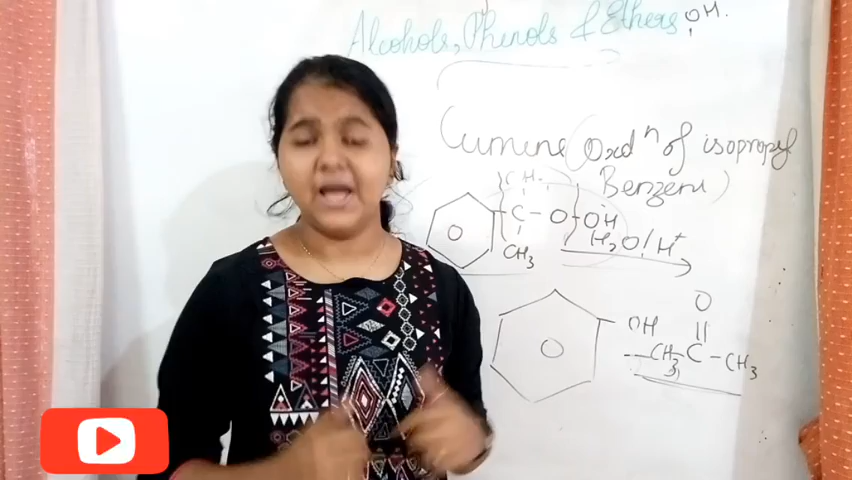 Alcohols, Phenols & Ethers OH
Cumene (Oxdⁿ of isopropyl
Benzene)
CH₃
C - O - OH
CH₃
H₂O/H⁺
O
OH
CH₃ - C - CH₃